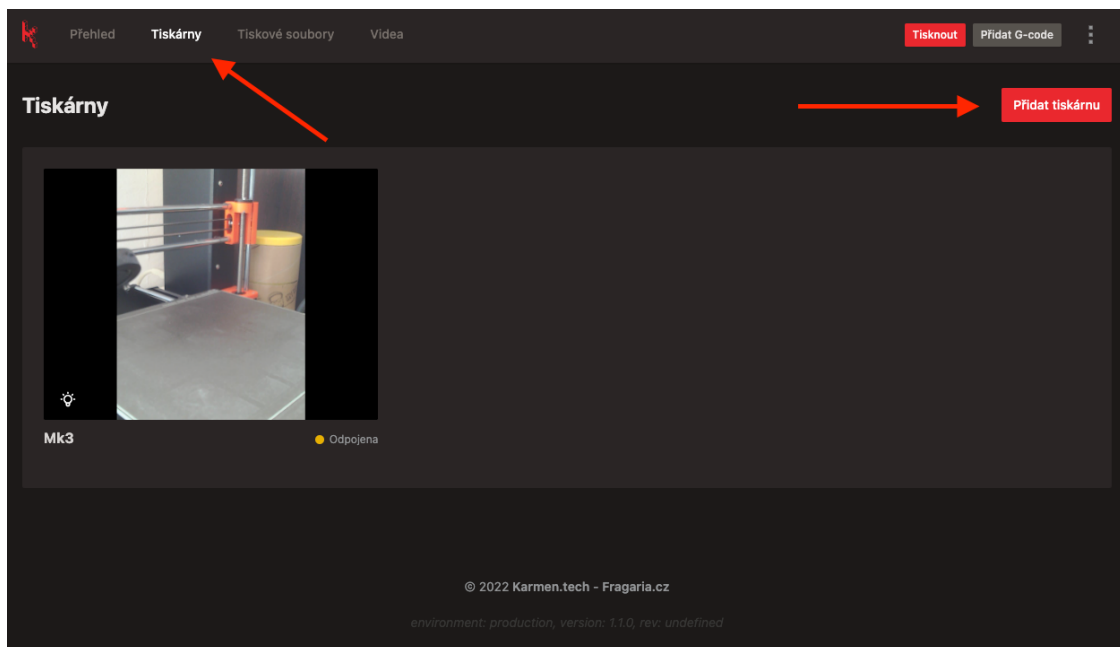 Přehled Tiskárny Tiskové soubory Videa Tisknout Přidat G-code
Tiskárny Přidat tiskárnu
Mk3 Odpojena
© 2022 Karmen.tech - Fragaria.cz
environment: production, version: 1.1.0, rev: undefined